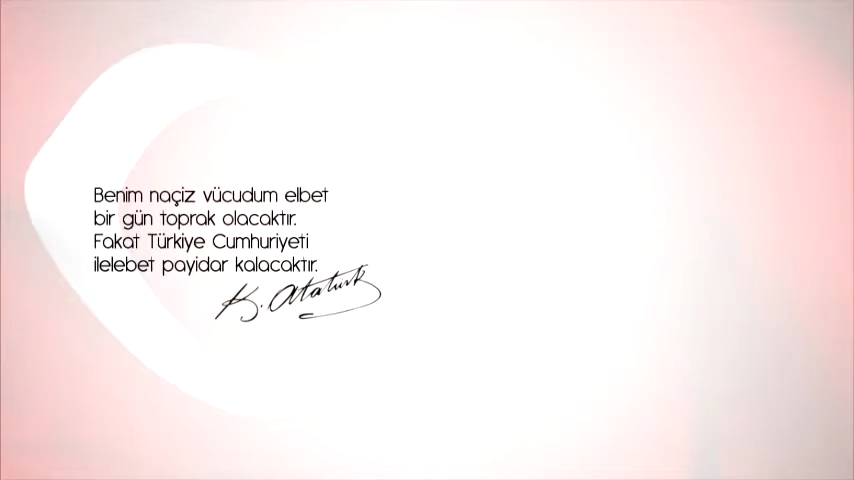 Benim naçiz vücudum elbet
bir gün toprak olacaktır.
Fakat Türkiye Cumhuriyeti
ilelebet payidar kalacaktır.
K. Atatürk